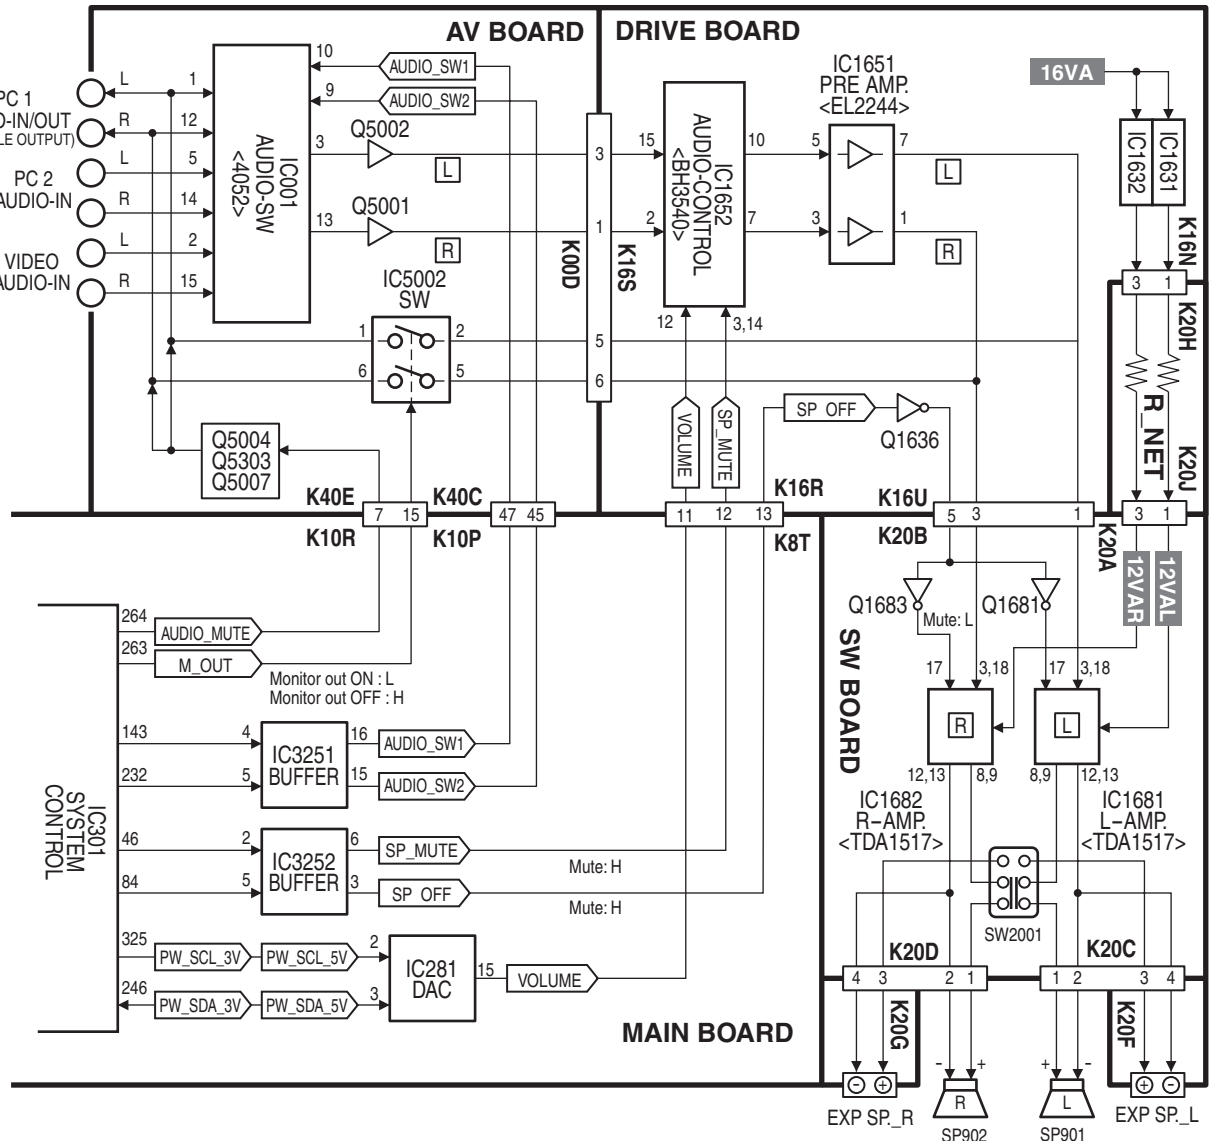 AV BOARD
DRIVE BOARD
PC 1
D-IN/OUT
LE OUTPUT)
L
R
1
12
PC 2
AUDIO-IN
L
R
5
14
VIDEO
AUDIO-IN
L
R
2
15
IC001
AUDIO-SW
<4052>
10
AUDIO_SW1
9
AUDIO_SW2
3
Q5002
L
13
Q5001
R
IC5002
SW
1
2
6
5
Q5004
Q5303
Q5007
3
1
5
6
K00D
K16S
15
2
IC1652
AUDIO-CONTROL
<BH3540>
10
7
12
3,14
VOLUME
SP_MUTE
IC1651
PRE AMP.
<EL2244>
5
7
3
1
L
R
16VA
IC1632
IC1631
K16N
3 1
K20H
R_NET
K20J
3 1
K20A
12VAR
12VAL
SP OFF
Q1636
K40E
7 15
K40C
47 45
K10R
K10P
11 12 13
K16R
K8T
K16U
5 3 1
K20B
IC301
SYSTEM
CONTROL
264
AUDIO_MUTE
263
M_OUT
Monitor out ON : L
Monitor out OFF : H
143
4
232
5
IC3251
BUFFER
16
AUDIO_SW1
15
AUDIO_SW2
46
2
84
5
IC3252
BUFFER
6
SP_MUTE
Mute: H
3
SP OFF
Mute: H
325
PW_SCL_3V
PW_SCL_5V
2
246
PW_SDA_3V
PW_SDA_5V
3
IC281
DAC
15
VOLUME
MAIN BOARD
SW BOARD
Q1683
Mute: L
Q1681
17
3,18
17
3,18
R
L
12,13
8,9
8,9
12,13
IC1682
R-AMP.
<TDA1517>
IC1681
L-AMP.
<TDA1517>
SW2001
K20D
4 3 2 1
K20G
K20C
1 2 3 4
K20F
- +
+ -
- +
R
L
+ -
EXP SP._R
SP902
SP901
EXP SP._L